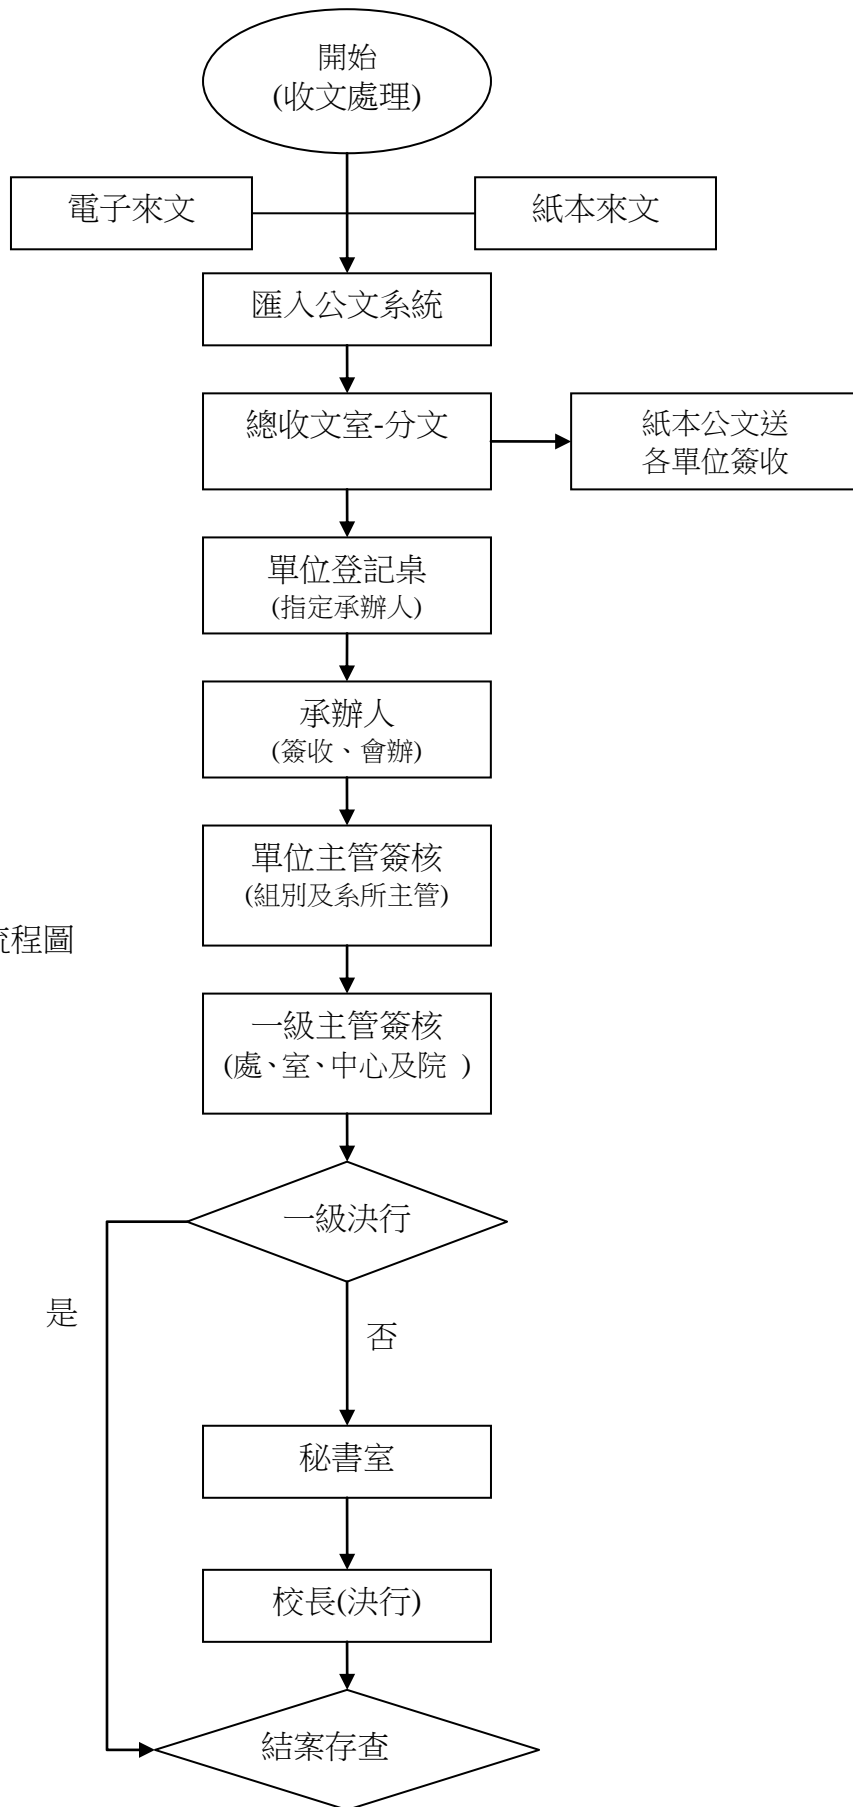 開始
(收文處理)
電子來文
紙本來文
匯入公文系統
總收文室-分文
紙本公文送
各單位簽收
單位登記桌
(指定承辦人)
承辦人
(簽收、會辦)
單位主管簽核
(組別及系所主管)
流程圖
一級主管簽核
(處、室、中心及院 )
一級決行
是
否
秘書室
校長(決行)
結案存查